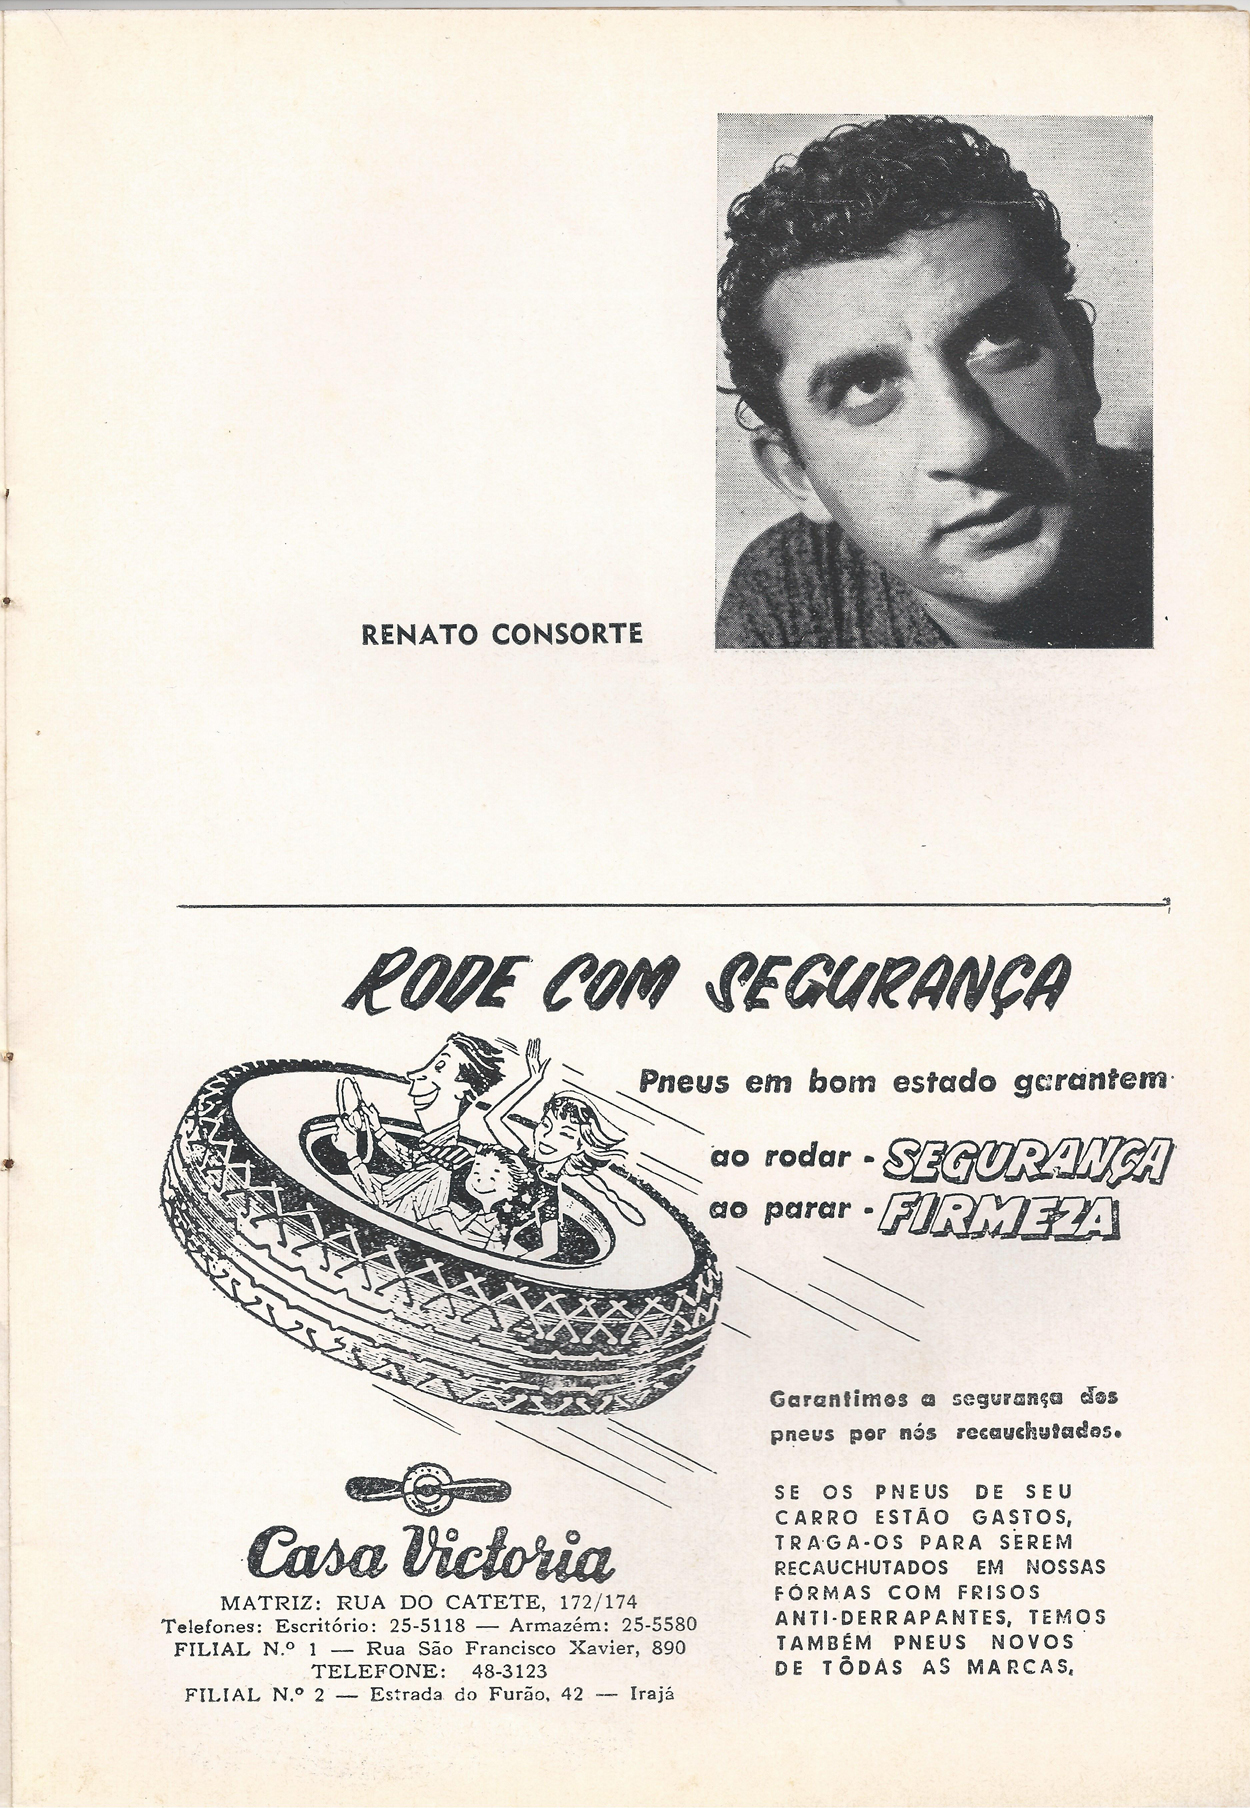 RENATO CONSORTE
RODE COM SEGURANÇA
Pneus em bom estado garantem
ao rodar - SEGURANÇA
ao parar - FIRMEZA
Garantimos a segurança dos
pneus por nós recauchutados.
SE OS PNEUS DE SEU
CARRO ESTÃO GASTOS,
TRAGA-OS PARA SEREM
RECAUCHUTADOS EM NOSSAS
FÓRMAS COM FRISOS
ANTI-DERRAPANTES, TEMOS
TAMBÉM PNEUS NOVOS
DE TÔDAS AS MARCAS,
Casa Victoria
MATRIZ: RUA DO CATETE, 172/174
Telefones: Escritório: 25-5118 — Armazém: 25-5580
FILIAL N.º 1 — Rua São Francisco Xavier, 890
TELEFONE: 48-3123
FILIAL N.º 2 — Estrada do Furão, 42 — Irajá